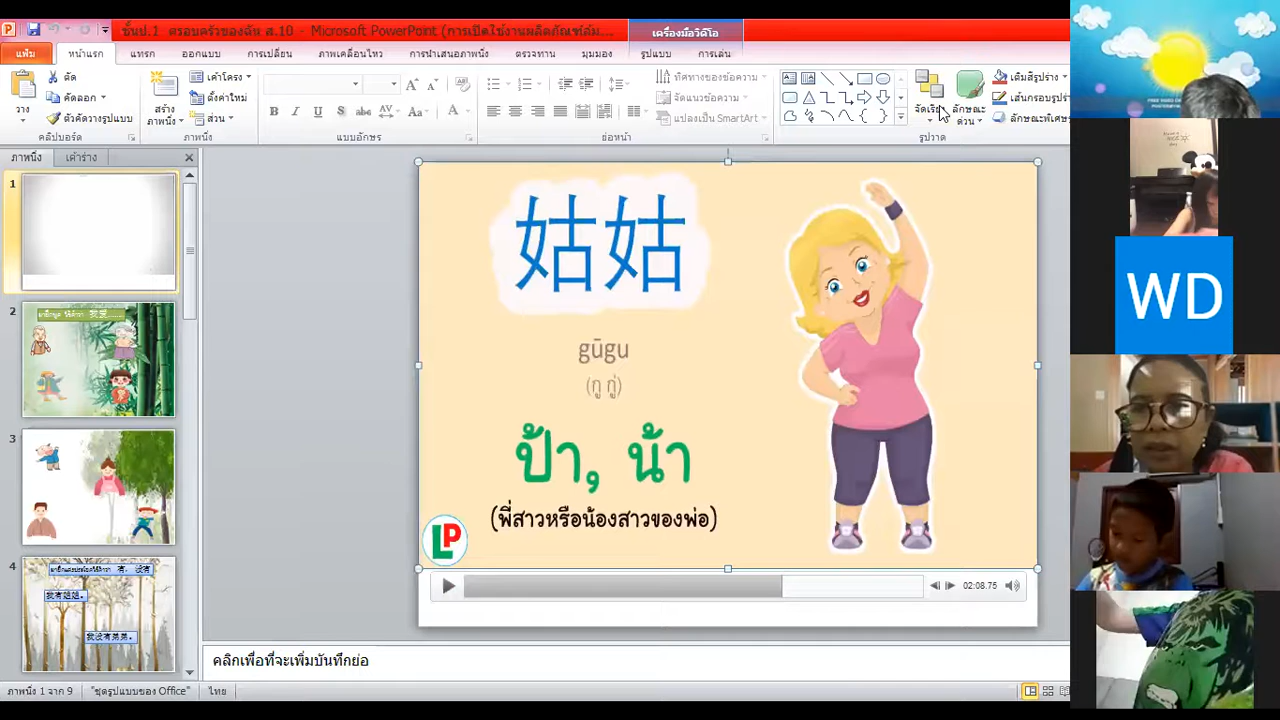 ชั้นป.1 ครอบครัวของฉัน ส.10 - Microsoft PowerPoint (การเปิดใช้งานผลิตภัณฑ์ล้ม
เครื่องมือวิดีโอ
แฟ้ม หน้าแรก แทรก ออกแบบ การเปลี่ยน ภาพเคลื่อนไหว การนำเสนอภาพนิ่ง ตรวจทาน มุมมอง รูปแบบ การเล่น
วาง
ตัด
คัดลอก
ตัวคัดวางรูปแบบ
คลิปบอร์ด
สร้าง
ภาพนิ่ง
เค้าโครง
ตั้งค่าใหม่
ส่วน
ภาพนิ่ง
แบบอักษร
ย่อหน้า
ทิศทางของข้อความ
จัดแนวข้อความ
แปลงเป็น SmartArt
จัดเรียง
ลักษณะ
ด่วน
เติมสีรูปร่าง
เส้นกรอบรูปร่
ลักษณะพิเศษ
รูปวาด
ภาพนิ่ง เค้าร่าง
1
2
3
4
我有姐姐。
我没有弟弟。
姑姑
gūgu
(กู กู่)
ป้า, น้า
(พี่สาวหรือน้องสาวของพ่อ)
LP
02:08.75
WD
คลิกเพื่อที่จะเพิ่มบันทึกย่อ
ภาพนิ่ง 1 จาก 9 "ชุดรูปแบบของ Office" ไทย